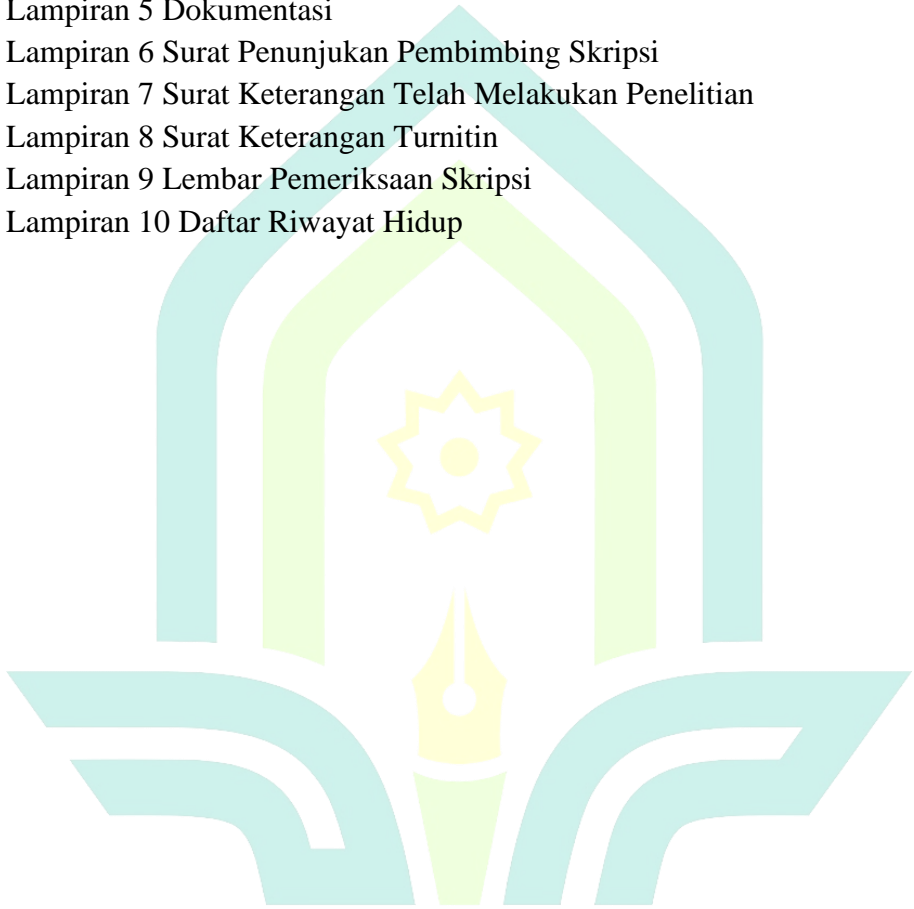 Lampiran 5 Dokumentasi
Lampiran 6 Surat Penunjukan Pembimbing Skripsi
Lampiran 7 Surat Keterangan Telah Melakukan Penelitian
Lampiran 8 Surat Keterangan Turnitin
Lampiran 9 Lembar Pemeriksaan Skripsi
Lampiran 10 Daftar Riwayat Hidup